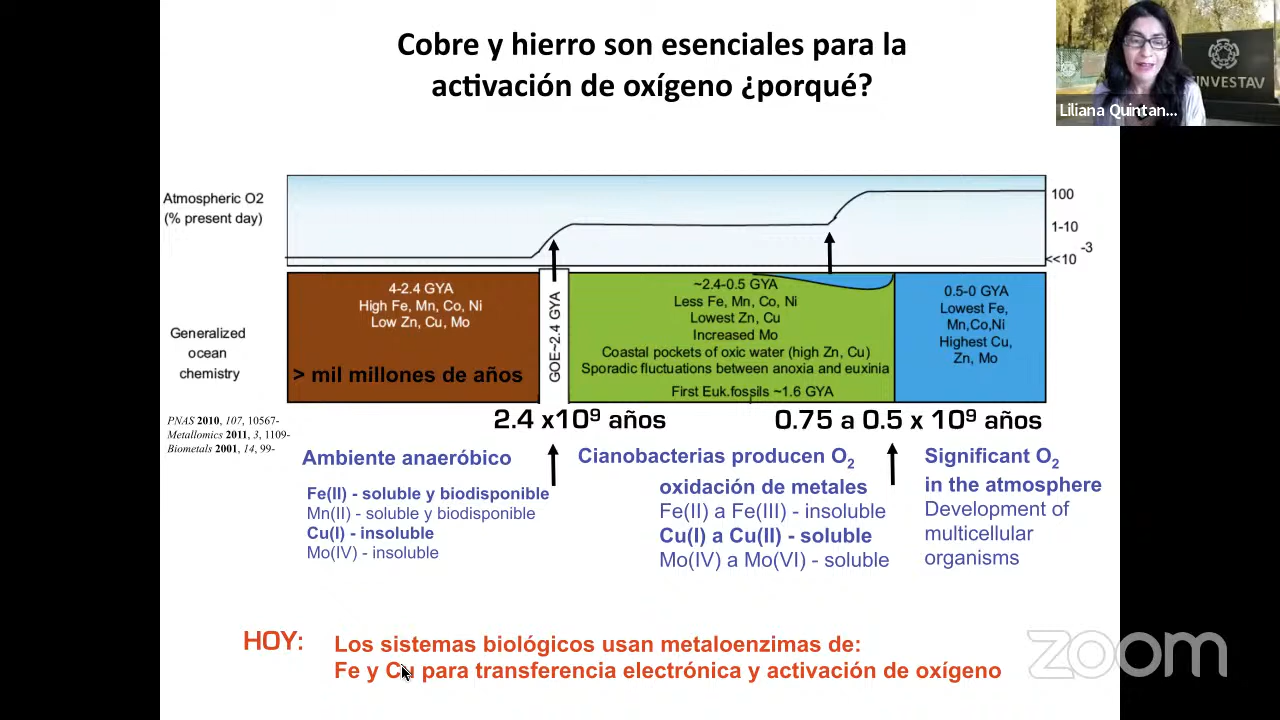 Cobre y hierro son esenciales para la
activación de oxígeno ¿porqué?
INVESTAV
Liliana Quintan...
Atmospheric O2
(% present day)
100
1-10
<<10 -3
Generalized
ocean
chemistry
4-2.4 GYA
High Fe, Mn, Co, Ni
Low Zn, Cu, Mo
> mil millones de años
GOE~2.4 GYA
~2.4-0.5 GYA
Less Fe, Mn, Co, Ni
Lowest Zn, Cu
Increased Mo
Coastal pockets of oxic water (high Zn, Cu)
Sporadic fluctuations between anoxia and euxinia
First Euk.fossils ~1.6 GYA
0.5-0 GYA
Lowest Fe,
Mn,Co,Ni
Highest Cu,
Zn, Mo
PNAS 2010, 107, 10567-
Metallomics 2011, 3, 1109-
Biometals 2001, 14, 99-
2.4 x10⁹ años
0.75 a 0.5 x 10⁹ años
Ambiente anaeróbico
Fe(II) - soluble y biodisponible
Mn(II) - soluble y biodisponible
Cu(I) - insoluble
Mo(IV) - insoluble
Cianobacterias producen O₂
oxidación de metales
Fe(II) a Fe(III) - insoluble
Cu(I) a Cu(II) - soluble
Mo(IV) a Mo(VI) - soluble
Significant O₂
in the atmosphere
Development of
multicellular
organisms
HOY:
Los sistemas biológicos usan metaloenzimas de:
Fe y Cu para transferencia electrónica y activación de oxígeno
zoom